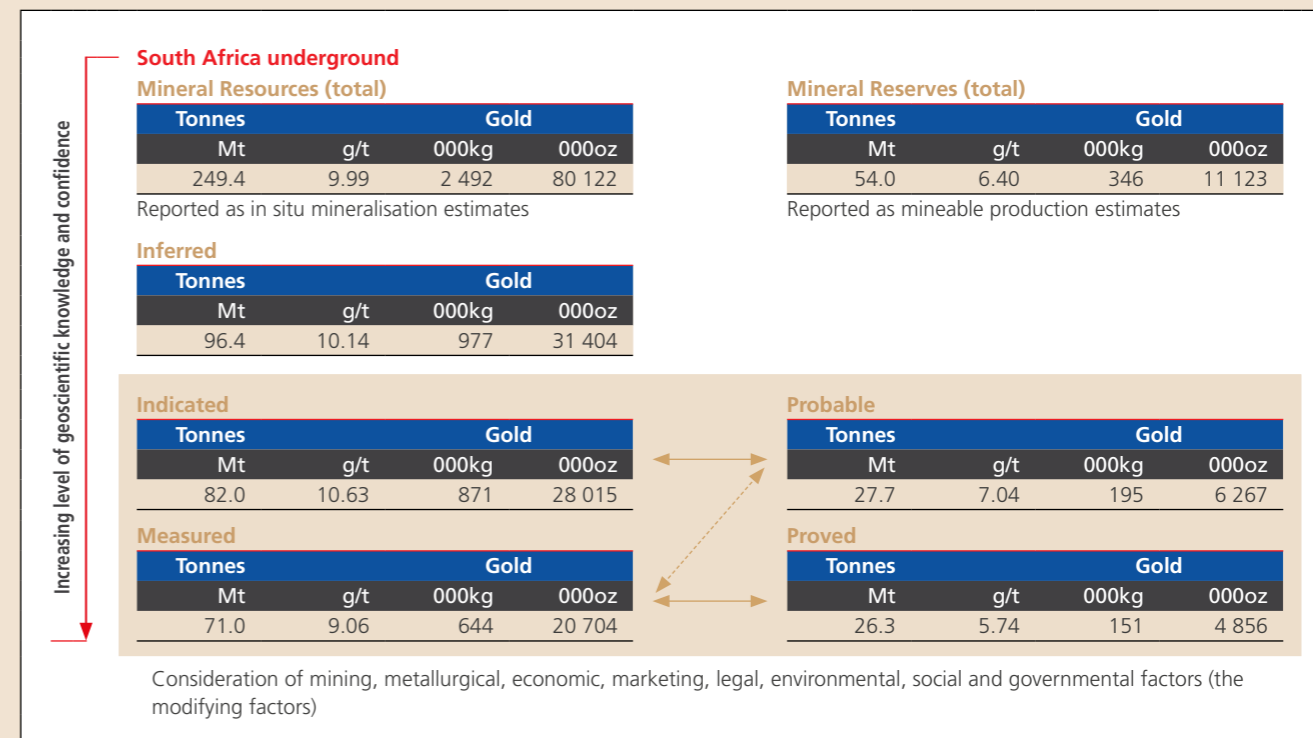 South Africa underground
Mineral Resources (total)
Tonnes Gold
Mt g/t 000kg 000oz
249.4 9.99 2 492 80 122
Reported as in situ mineralisation estimates
Mineral Reserves (total)
Tonnes Gold
Mt g/t 000kg 000oz
54.0 6.40 346 11 123
Reported as mineable production estimates
Inferred
Tonnes Gold
Mt g/t 000kg 000oz
96.4 10.14 977 31 404
Indicated
Tonnes Gold
Mt g/t 000kg 000oz
82.0 10.63 871 28 015
Probable
Tonnes Gold
Mt g/t 000kg 000oz
27.7 7.04 195 6 267
Measured
Tonnes Gold
Mt g/t 000kg 000oz
71.0 9.06 644 20 704
Proved
Tonnes Gold
Mt g/t 000kg 000oz
26.3 5.74 151 4 856
Increasing level of geoscientific knowledge and confidence
Consideration of mining, metallurgical, economic, marketing, legal, environmental, social and governmental factors (the
modifying factors)